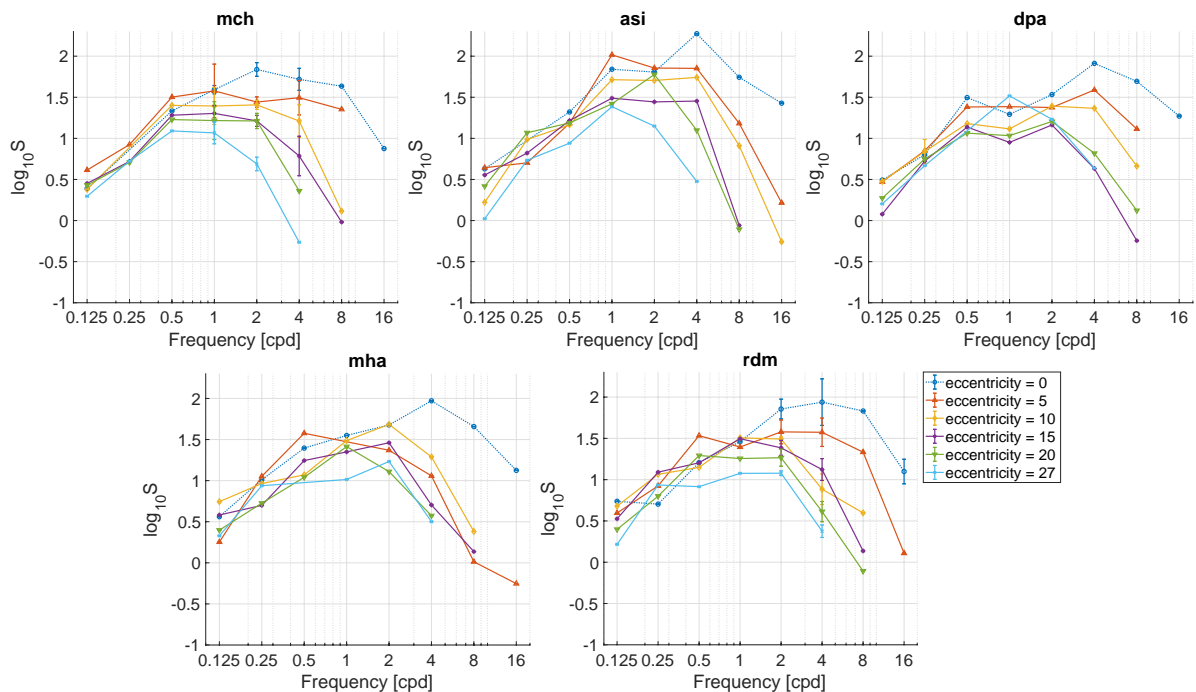 mch
asi
dpa
2
1.5
1
0.5
0
-0.5
-1
log10S
0.125 0.25 0.5 1 2 4 8 16
Frequency [cpd]
2
1.5
1
0.5
0
-0.5
-1
log10S
0.125 0.25 0.5 1 2 4 8 16
Frequency [cpd]
2
1.5
1
0.5
0
-0.5
-1
log10S
0.125 0.25 0.5 1 2 4 8 16
Frequency [cpd]
mha
rdm
2
1.5
1
0.5
0
-0.5
-1
log10S
0.125 0.25 0.5 1 2 4 8 16
Frequency [cpd]
2
1.5
1
0.5
0
-0.5
-1
log10S
0.125 0.25 0.5 1 2 4 8 16
Frequency [cpd]
eccentricity = 0
eccentricity = 5
eccentricity = 10
eccentricity = 15
eccentricity = 20
eccentricity = 27